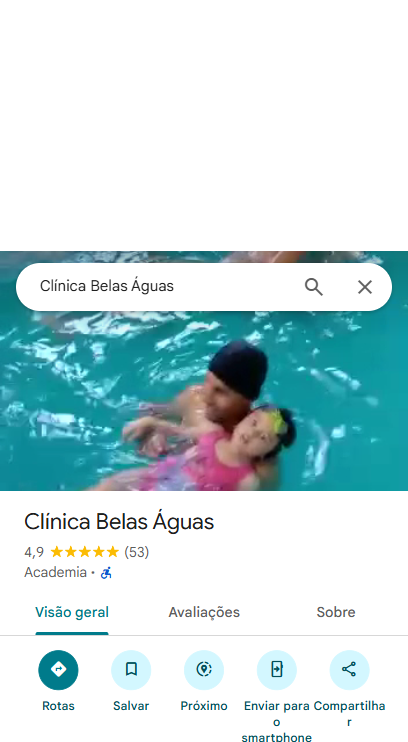 Clínica Belas Águas
Clínica Belas Águas
4,9 (53)
Academia ·
Visão geral Avaliações Sobre
Rotas Salvar Próximo Enviar para o smartphone Compartilhar